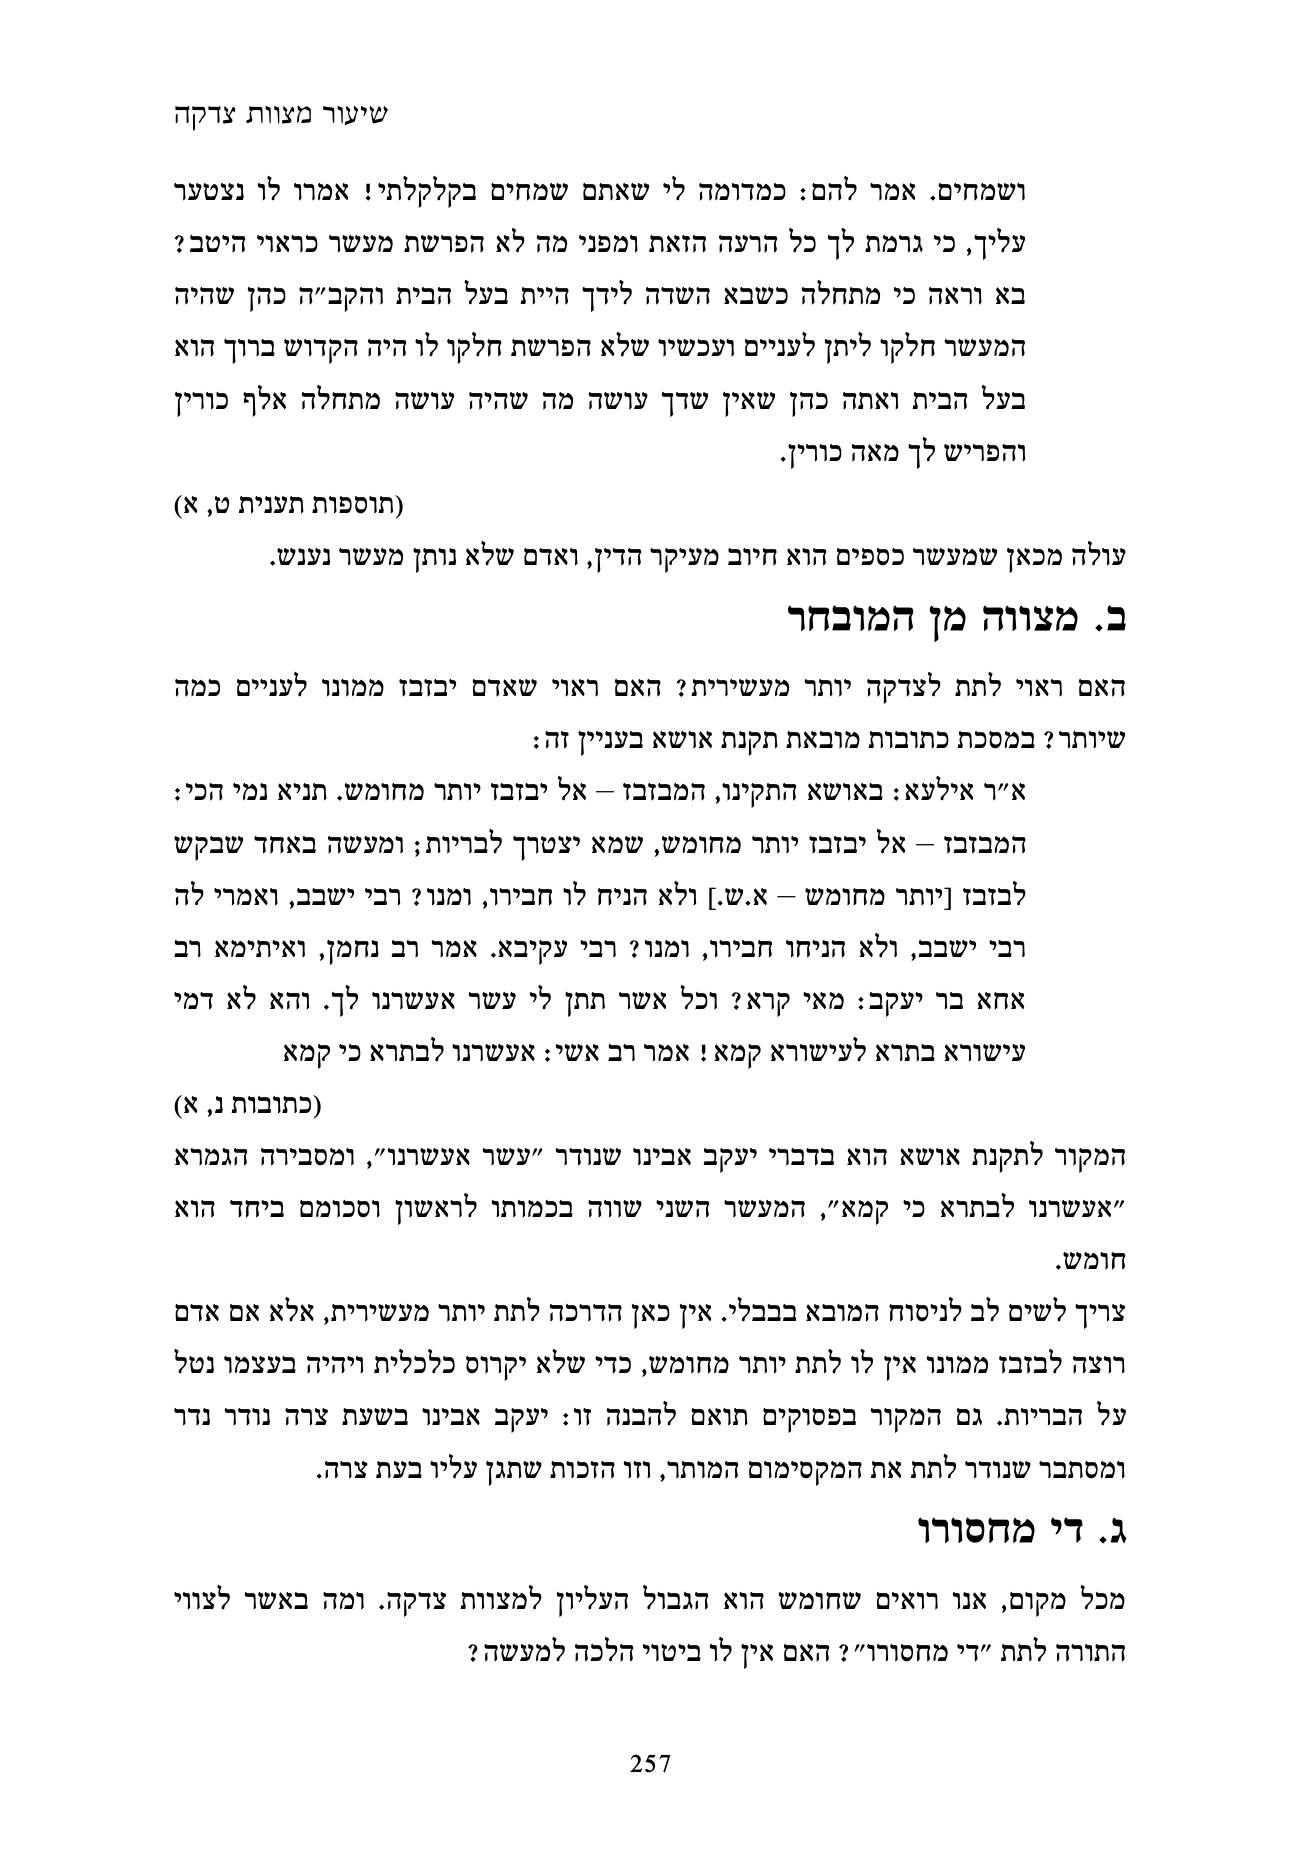 שיעור מצוות צדקה
ושמחים. אמר להם: כמדומה לי שאתם שמחים בקלקלתי! אמרו לו נצטער
עליך, כי גרמת לך כל הרעה הזאת ומפני מה לא הפרשת מעשר כראוי היטב?
בא וראה כי מתחלה כשבא השדה לידך היית בעל הבית והקב״ה כהן שהיה
המעשר חלקו ליתן לעניים ועכשיו שלא הפרשת חלקו לו היה הקדוש ברוך הוא
בעל הבית ואתה כהן שאין שדך עושה מה שהיה עושה מתחלה אלף כורין
והפריש לך מאה כורין.
(תוספות תענית ט, א)
עולה מכאן שמעשר כספים הוא חיוב מעיקר הדין, ואדם שלא נותן מעשר נענש.
ב. מצווה מן המובחר
האם ראוי לתת לצדקה יותר מעשירית? האם ראוי שאדם יבזבז ממונו לעניים כמה
שיותר? במסכת כתובות מובאת תקנת אושא בעניין זה:
א״ר אילעא: באושא התקינו, המבזבז – אל יבזבז יותר מחומש. תניא נמי הכי:
המבזבז – אל יבזבז יותר מחומש, שמא יצטרך לבריות; ומעשה באחד שבקש
לבזבז [יותר מחומש – א.ש.] ולא הניח לו חבירו, ומנו? רבי ישבב, ואמרי לה
רבי ישבב, ולא הניחו חבירו, ומנו? רבי עקיבא. אמר רב נחמן, ואיתימא רב
אחא בר יעקב: מאי קרא? וכל אשר תתן לי עשר אעשרנו לך. והא לא דמי
עישורא בתרא לעישורא קמא! אמר רב אשי: אעשרנו לבתרא כי קמא
(כתובות נ, א)
המקור לתקנת אושא הוא בדברי יעקב אבינו שנודר ״עשר אעשרנו״, ומסבירה הגמרא
״אעשרנו לבתרא כי קמא״, המעשר השני שווה בכמותו לראשון וסכומם ביחד הוא
חומש.
צריך לשים לב לניסוח המובא בבבלי. אין כאן הדרכה לתת יותר מעשירית, אלא אם אדם
רוצה לבזבז ממונו אין לו לתת יותר מחומש, כדי שלא יקרוס כלכלית ויהיה בעצמו נטל
על הבריות. גם המקור בפסוקים תואם להבנה זו: יעקב אבינו בשעת צרה נודר נדר
ומסתבר שנודר לתת את המקסימום המותר, וזו הזכות שתגן עליו בעת צרה.
ג. די מחסורו
מכל מקום, אנו רואים שחומש הוא הגבול העליון למצוות צדקה. ומה באשר לצווי
התורה לתת ״די מחסורו״? האם אין לו ביטוי הלכה למעשה?
257